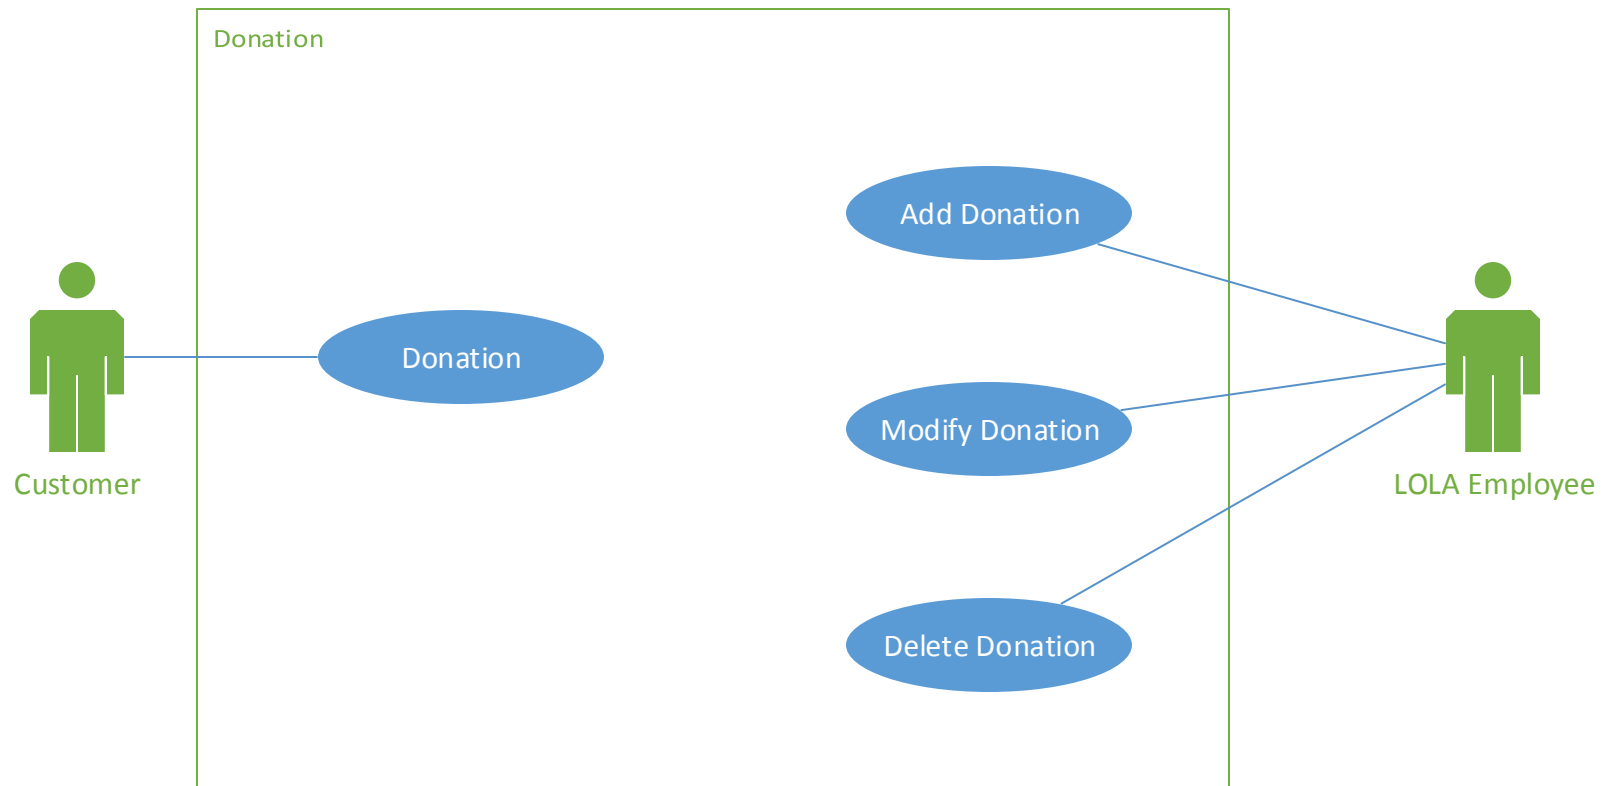 Donation
Add Donation
Donation
Modify Donation
Customer
LOLA Employee
Delete Donation